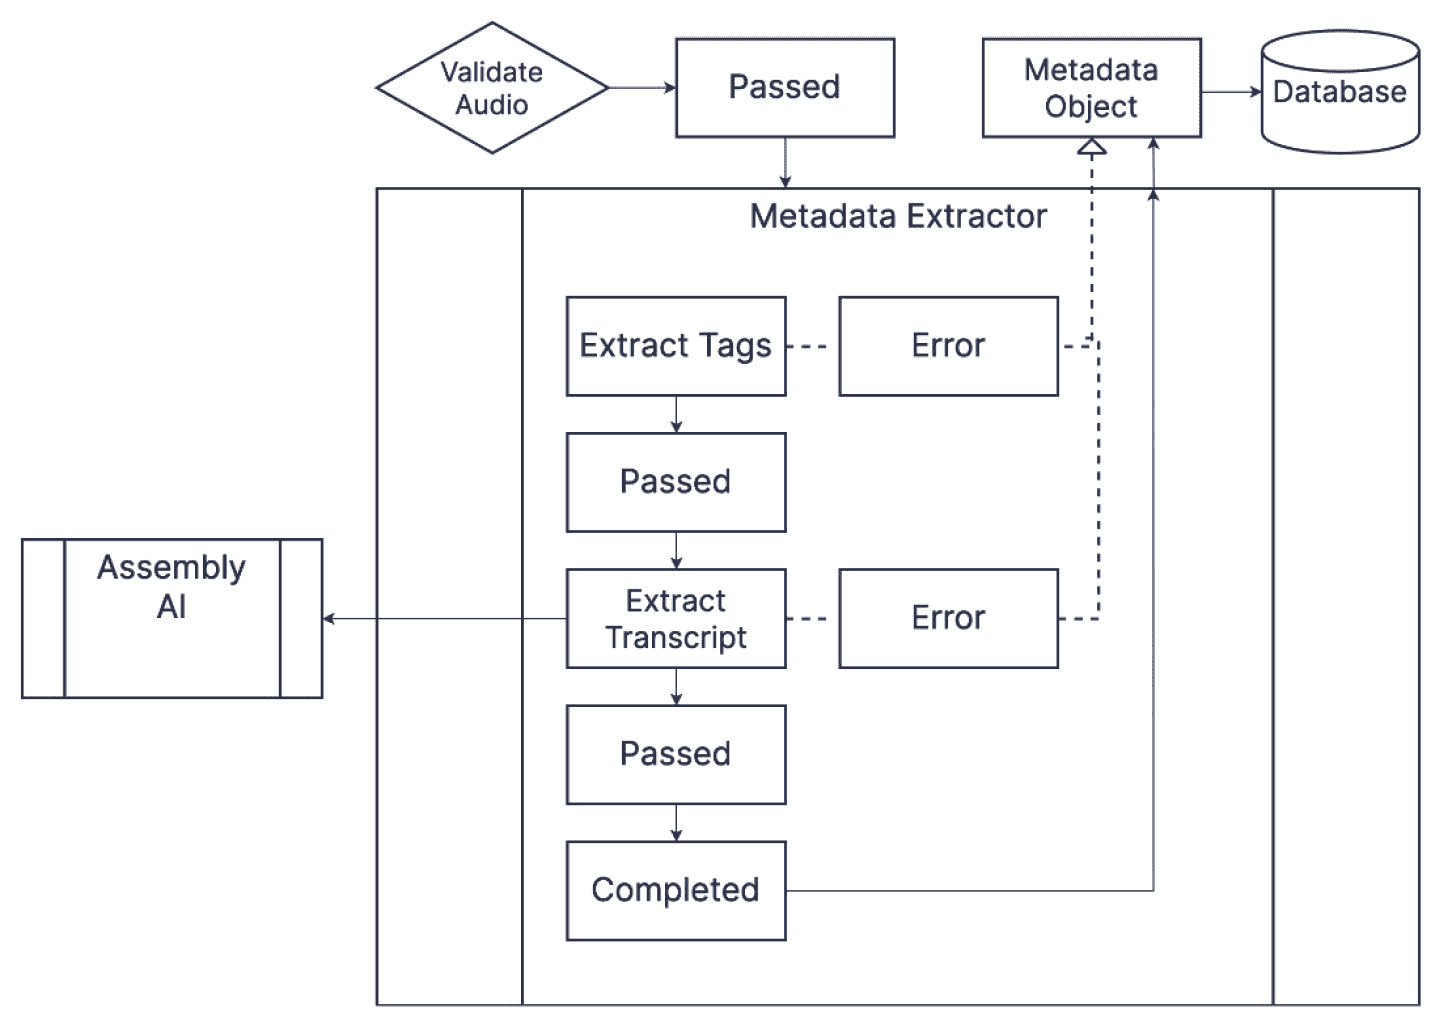 Validate
Audio
Passed
Metadata
Object
Database
Metadata Extractor
Extract Tags
Error
Passed
Assembly
AI
Extract
Transcript
Error
Passed
Completed